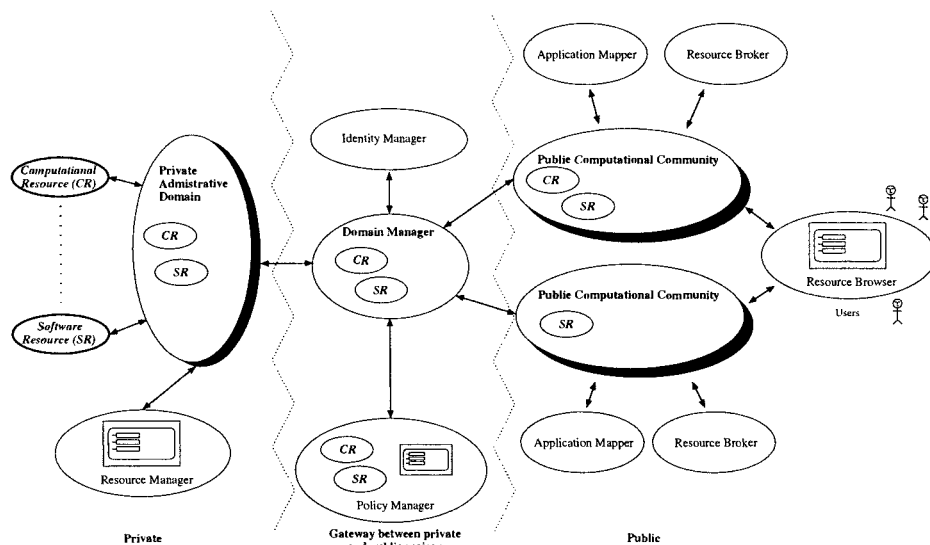 Application Mapper
Resource Broker
Identity Manager
Public Computational Community
CR
SR
Computational
Resource (CR)
Private
Admistrative
Domain
CR
SR
Domain Manager
CR
SR
Resource Browser
Users
Public Computational Community
SR
Software
Resource (SR)
Application Mapper
Resource Broker
Resource Manager
CR
SR
Policy Manager
Private
Gateway between private
Public